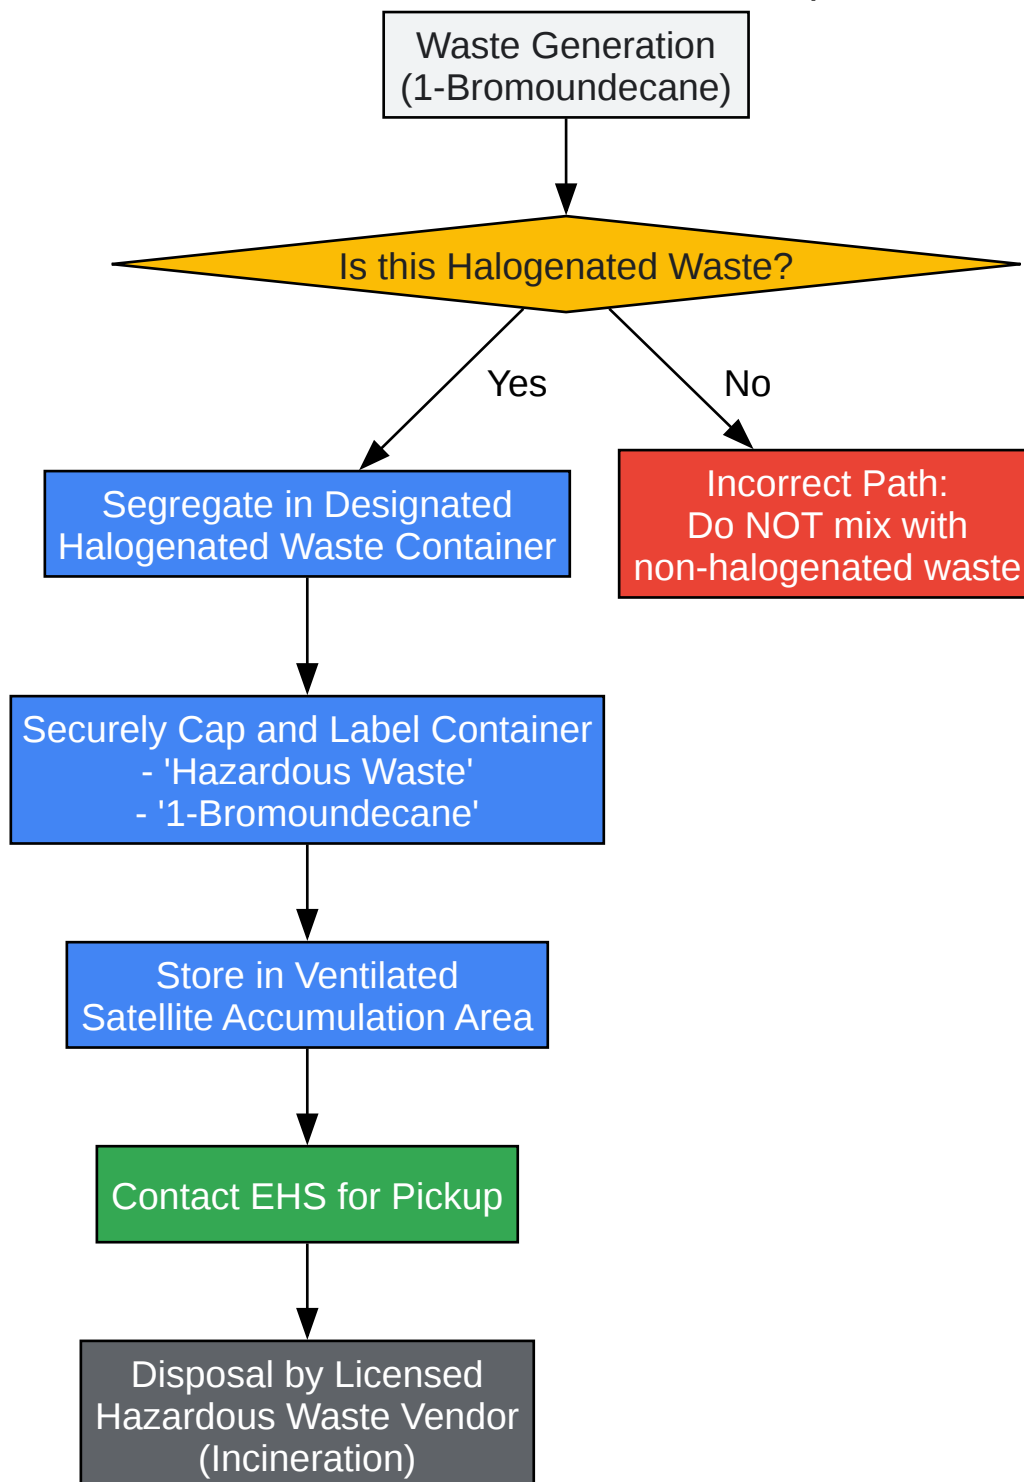 Waste Generation
(1-Bromoundecane)
Is this Halogenated Waste?
Yes
No
Segregate in Designated
Halogenated Waste Container
Incorrect Path:
Do NOT mix with
non-halogenated waste
Securely Cap and Label Container
- 'Hazardous Waste'
- '1-Bromoundecane'
Store in Ventilated
Satellite Accumulation Area
Contact EHS for Pickup
Disposal by Licensed
Hazardous Waste Vendor
(Incineration)